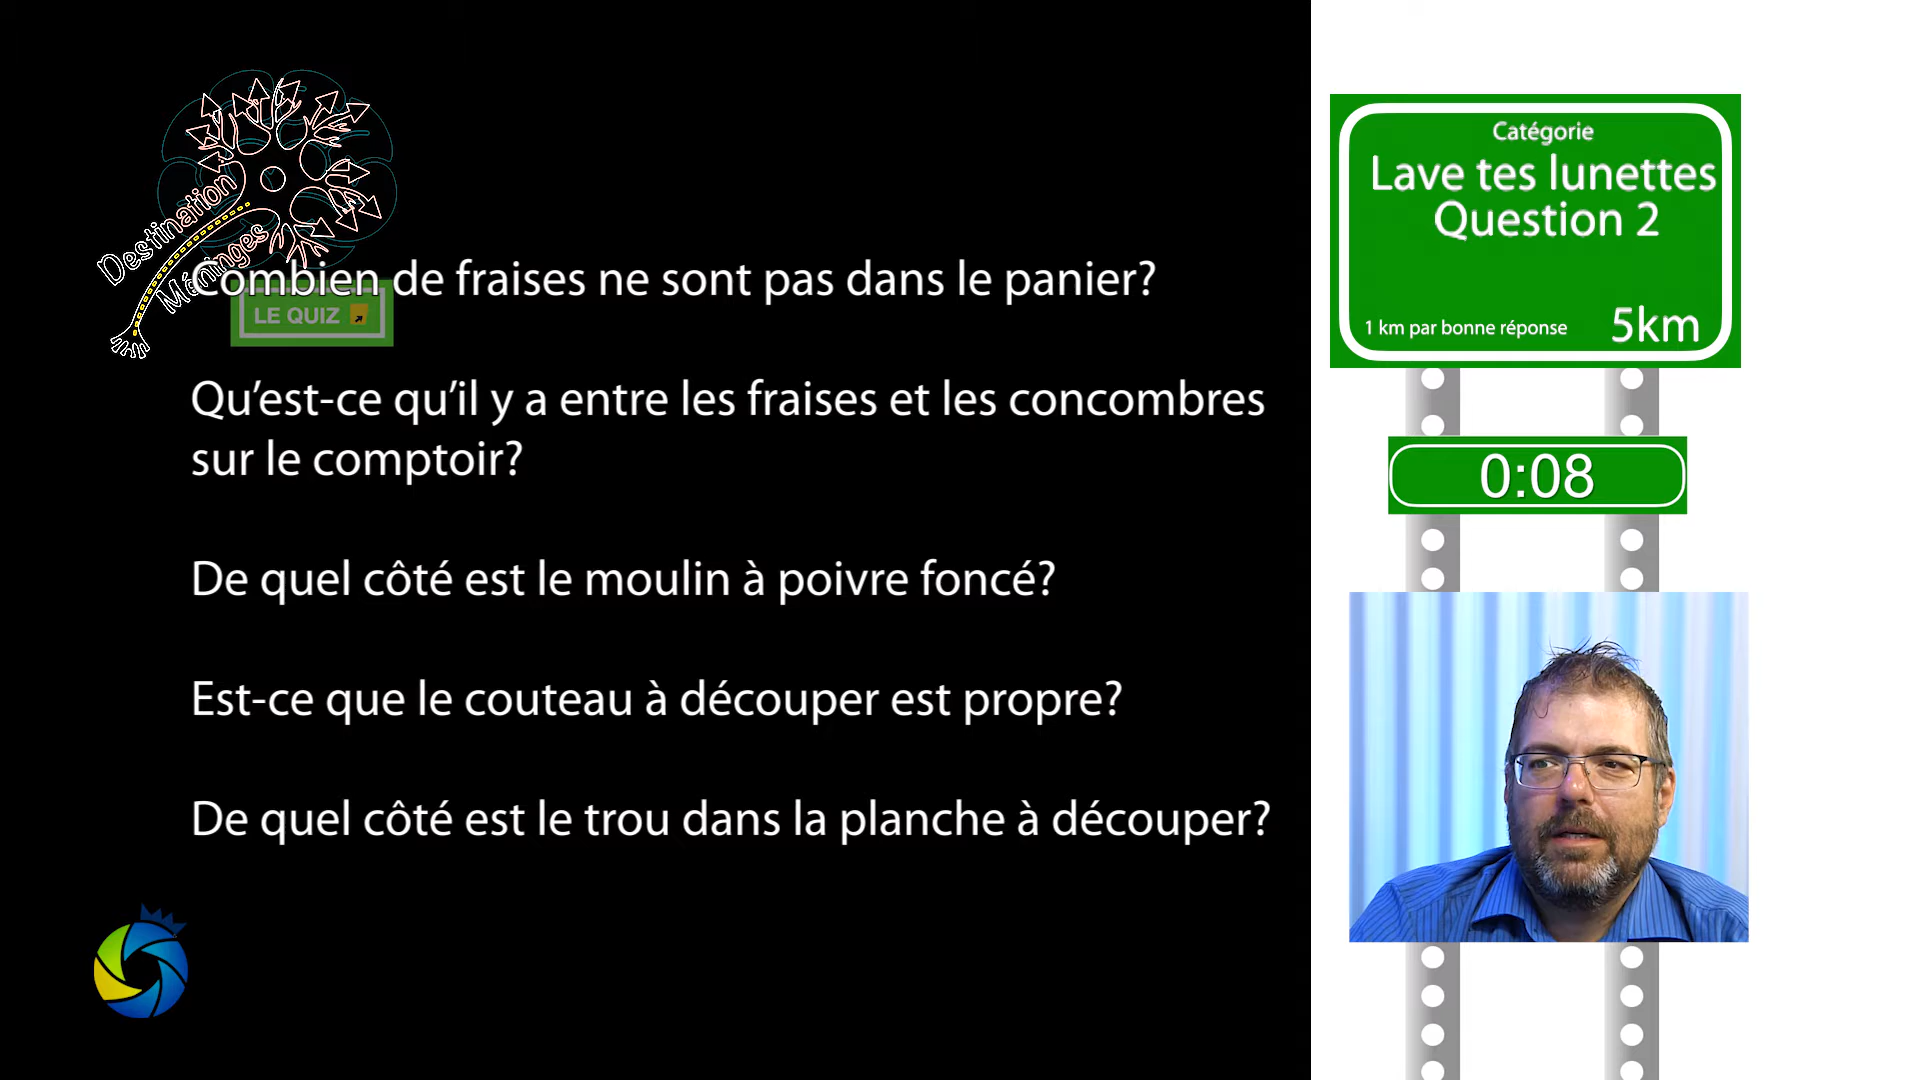 Destination
Méninges
LE QUIZ
Combien de fraises ne sont pas dans le panier?
Qu’est-ce qu’il y a entre les fraises et les concombres
sur le comptoir?
De quel côté est le moulin à poivre foncé?
Est-ce que le couteau à découper est propre?
De quel côté est le trou dans la planche à découper?
Catégorie
Lave tes lunettes
Question 2
1 km par bonne réponse
5km
0:08